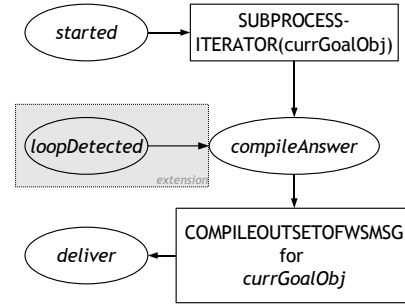 started
SUBPROCESS-
ITERATOR(currGoalObj)
loopDetected
compileAnswer
extension
deliver
COMPILEOUTSETOFWSMSG
for
currGoalObj